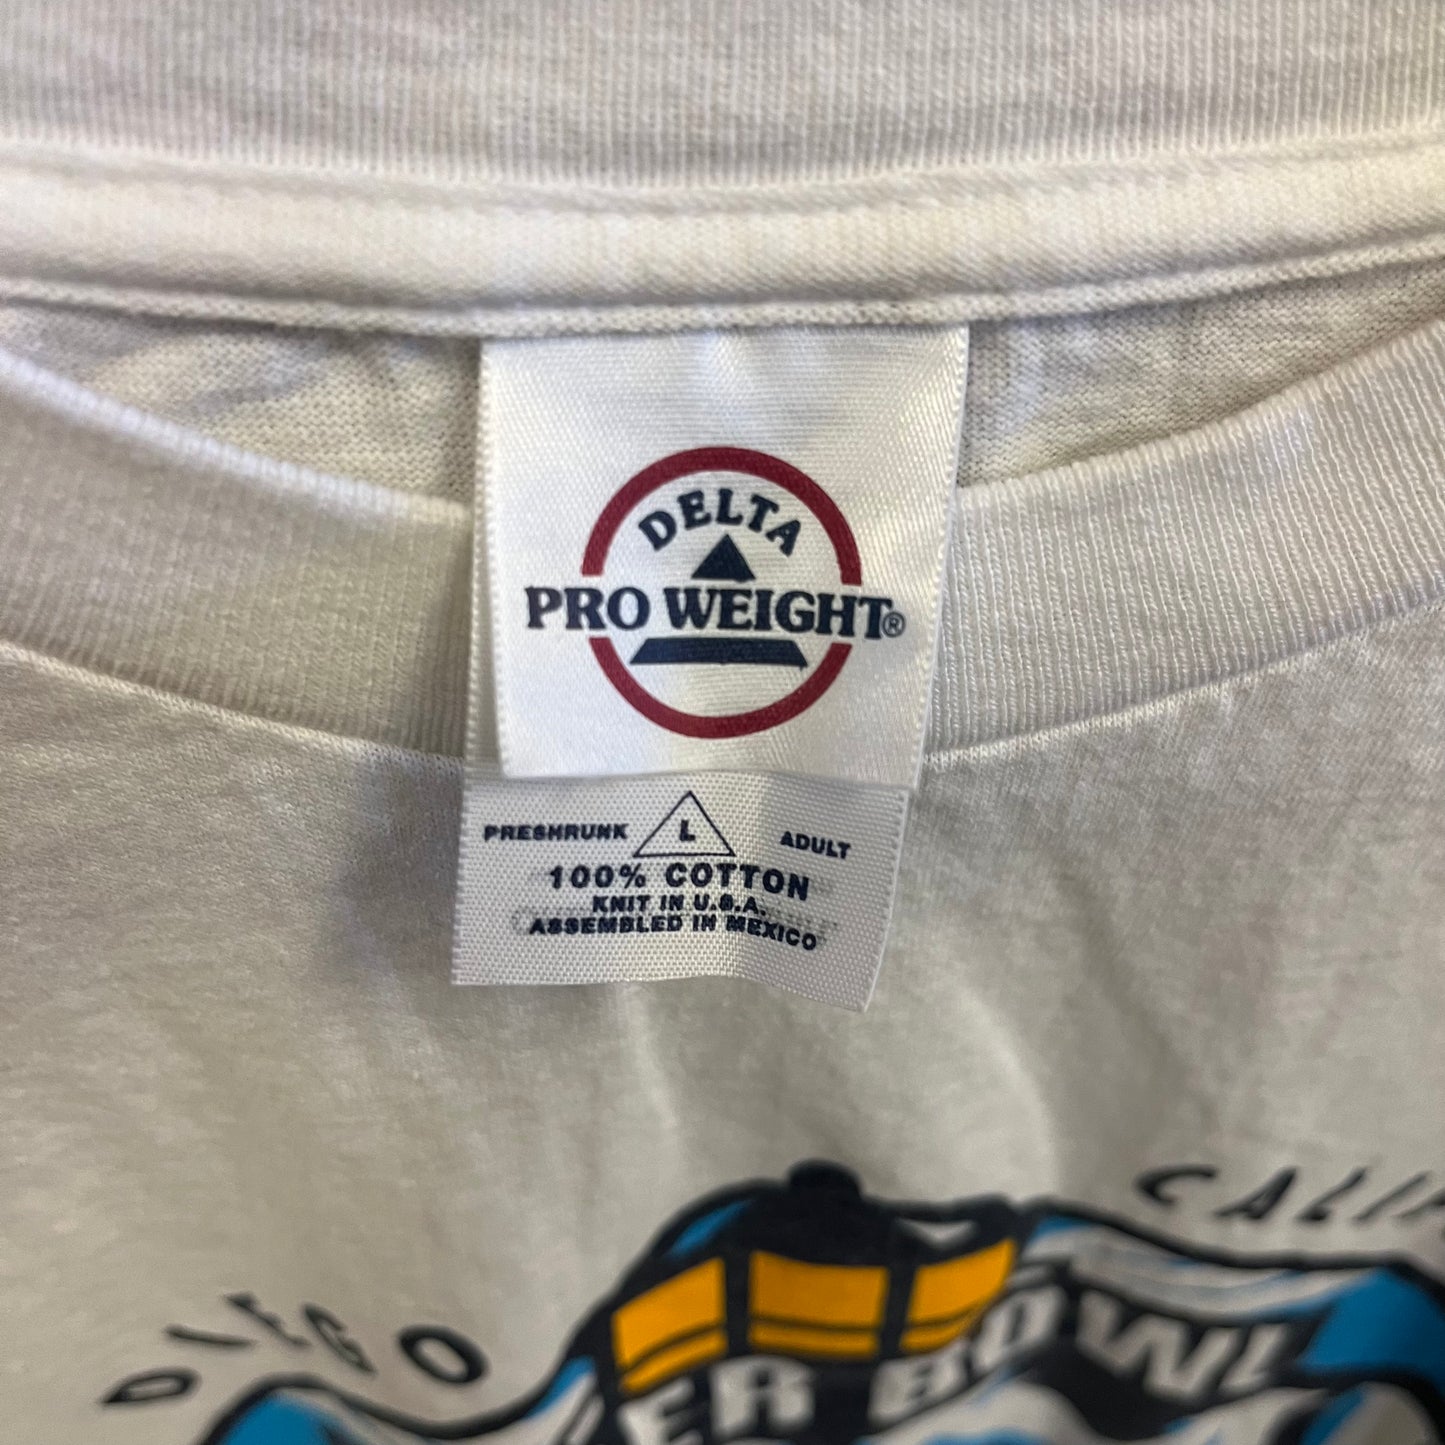 DELTA
PRO WEIGHT®
PRESHRUNK L ADULT
100% COTTON
KNIT IN U.S.A.
ASSEMBLED IN MEXICO
DIEGO CALIF
ER BOWL